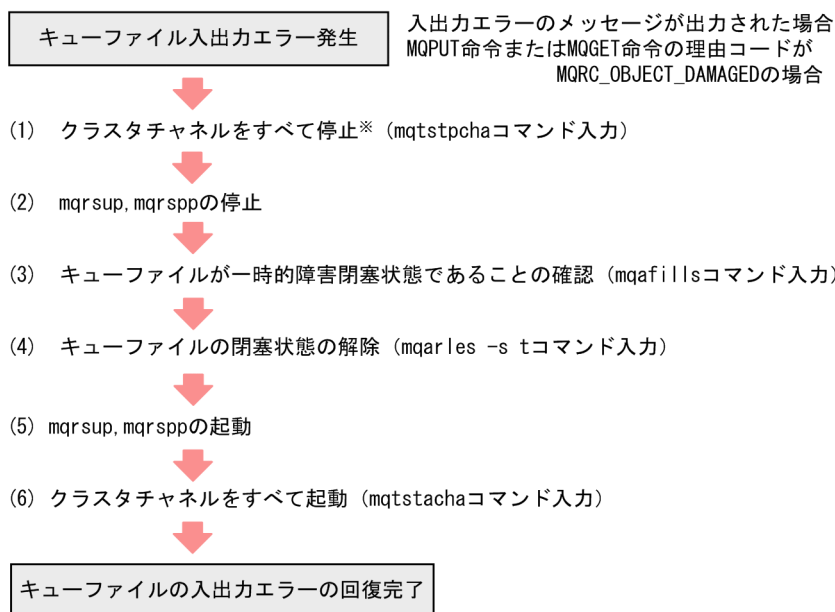 キューファイル入出力エラー発生
入出力エラーのメッセージが出力された場合
MQPUT命令またはMQGET命令の理由コードが
MQRC_OBJECT_DAMAGEDの場合
(1) クラスタチャネルをすべて停止※ (mqtstpchaコマンド入力)
(2) mqrsup,mqrsppの停止
(3) キューファイルが一時的障害閉塞状態であることの確認 (mqafillsコマンド入力)
(4) キューファイルの閉塞状態の解除 (mqarles -s tコマンド入力)
(5) mqrsup,mqrsppの起動
(6) クラスタチャネルをすべて起動 (mqtstachaコマンド入力)
キューファイルの入出力エラーの回復完了